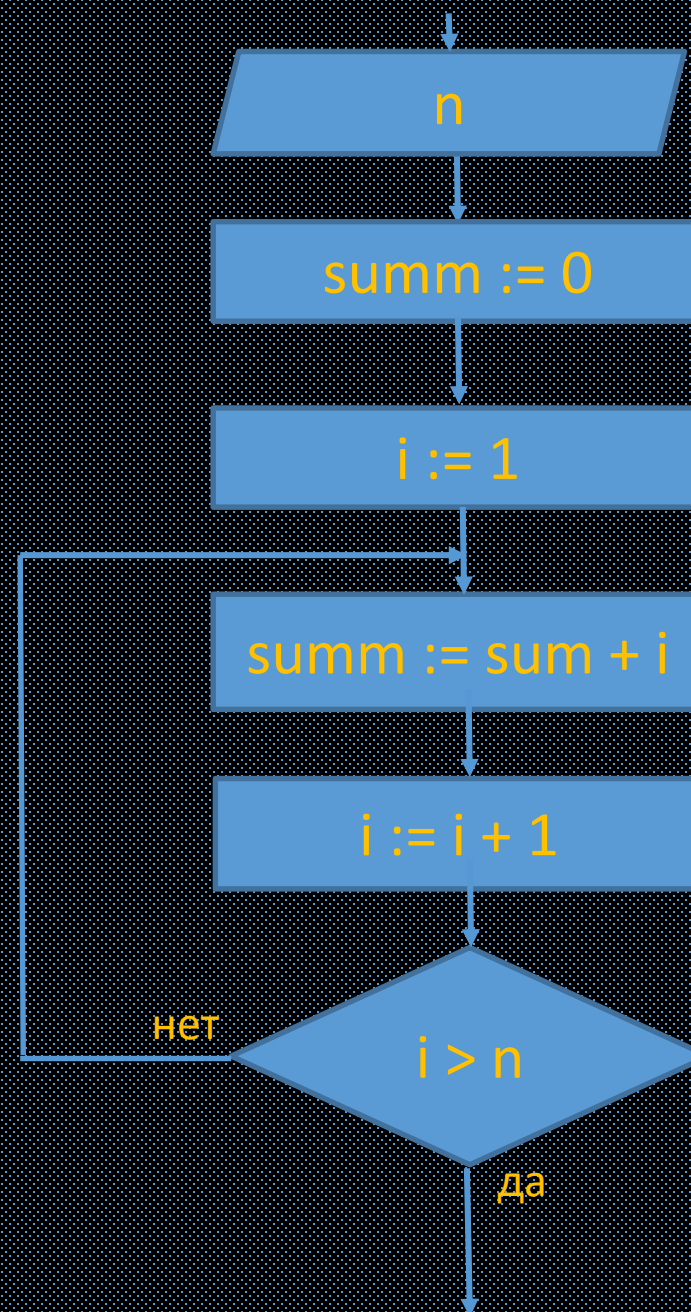 n
summ := 0
i := 1
summ := sum + i
i := i + 1
нет
i > n
да